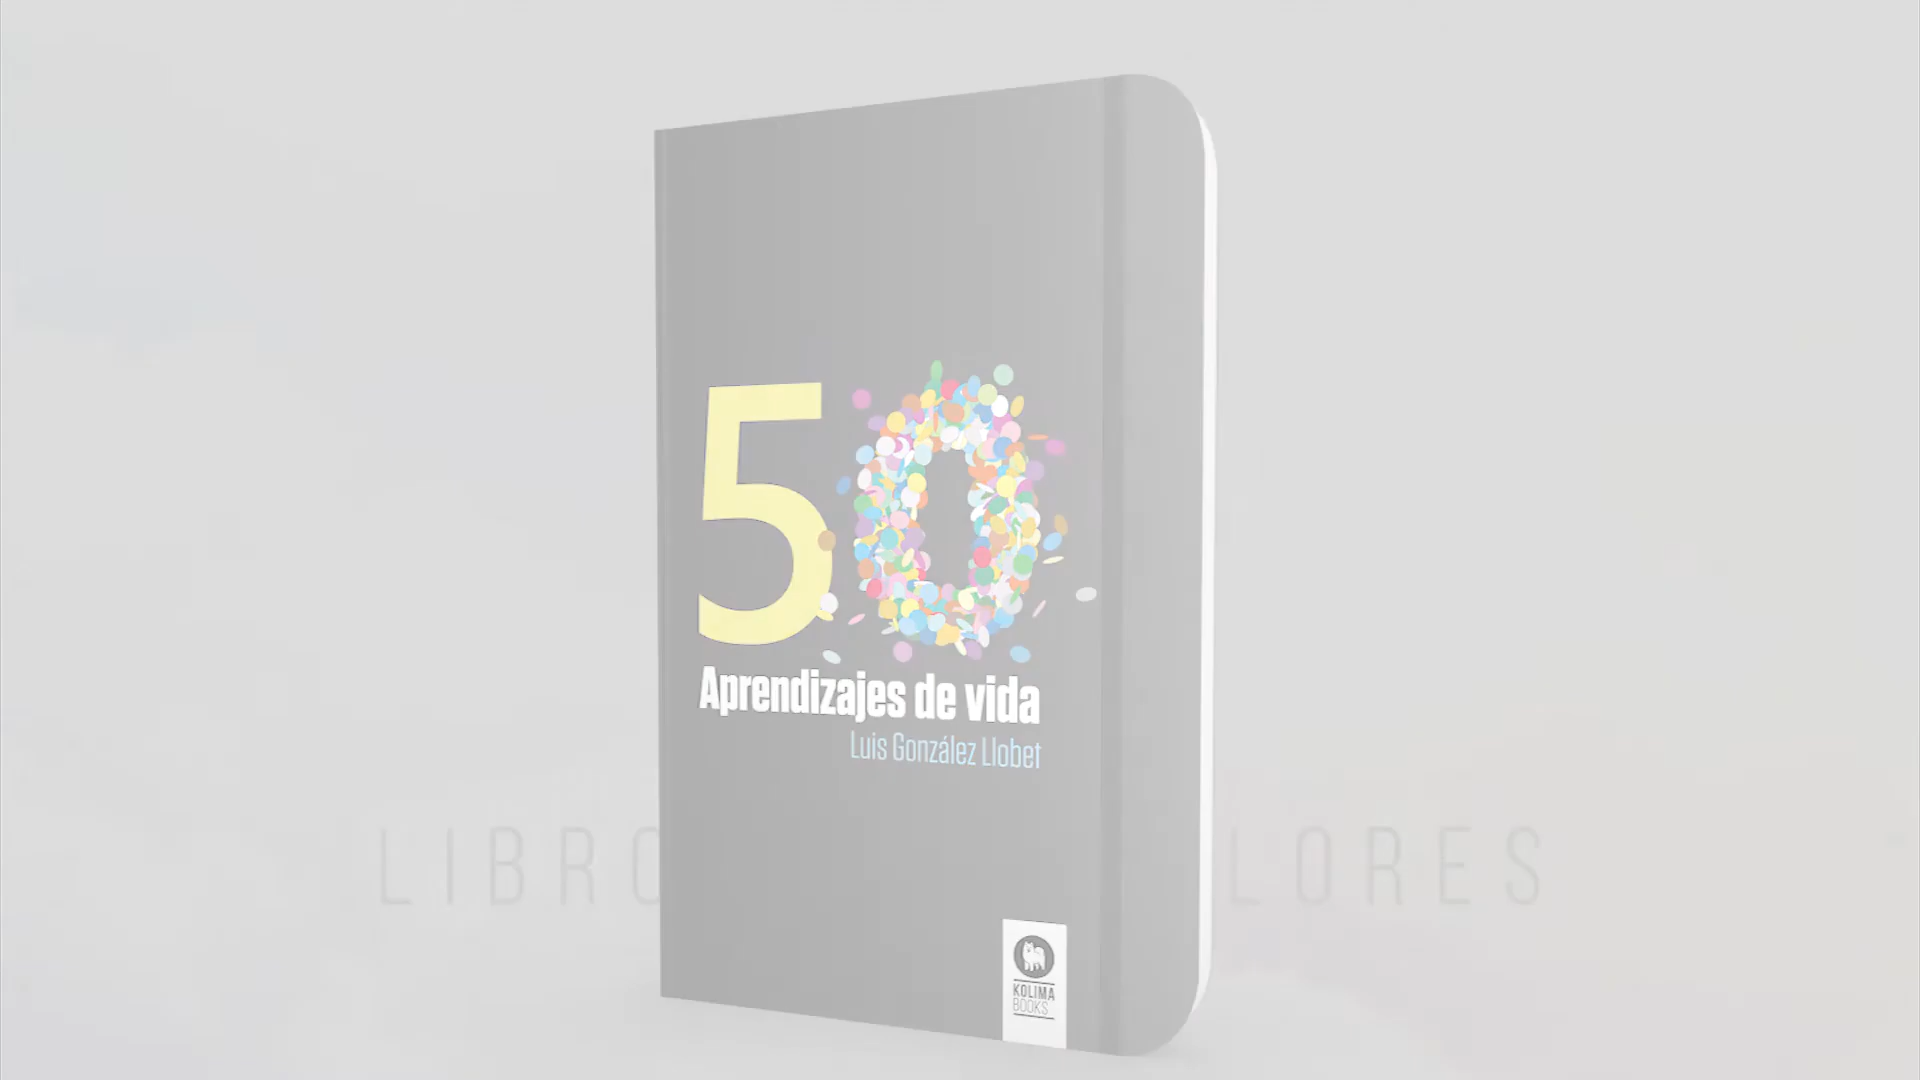 50
Aprendizajes de vida
Luis González Llobet
LIBRO LORES
KOLIMA
BOOKS